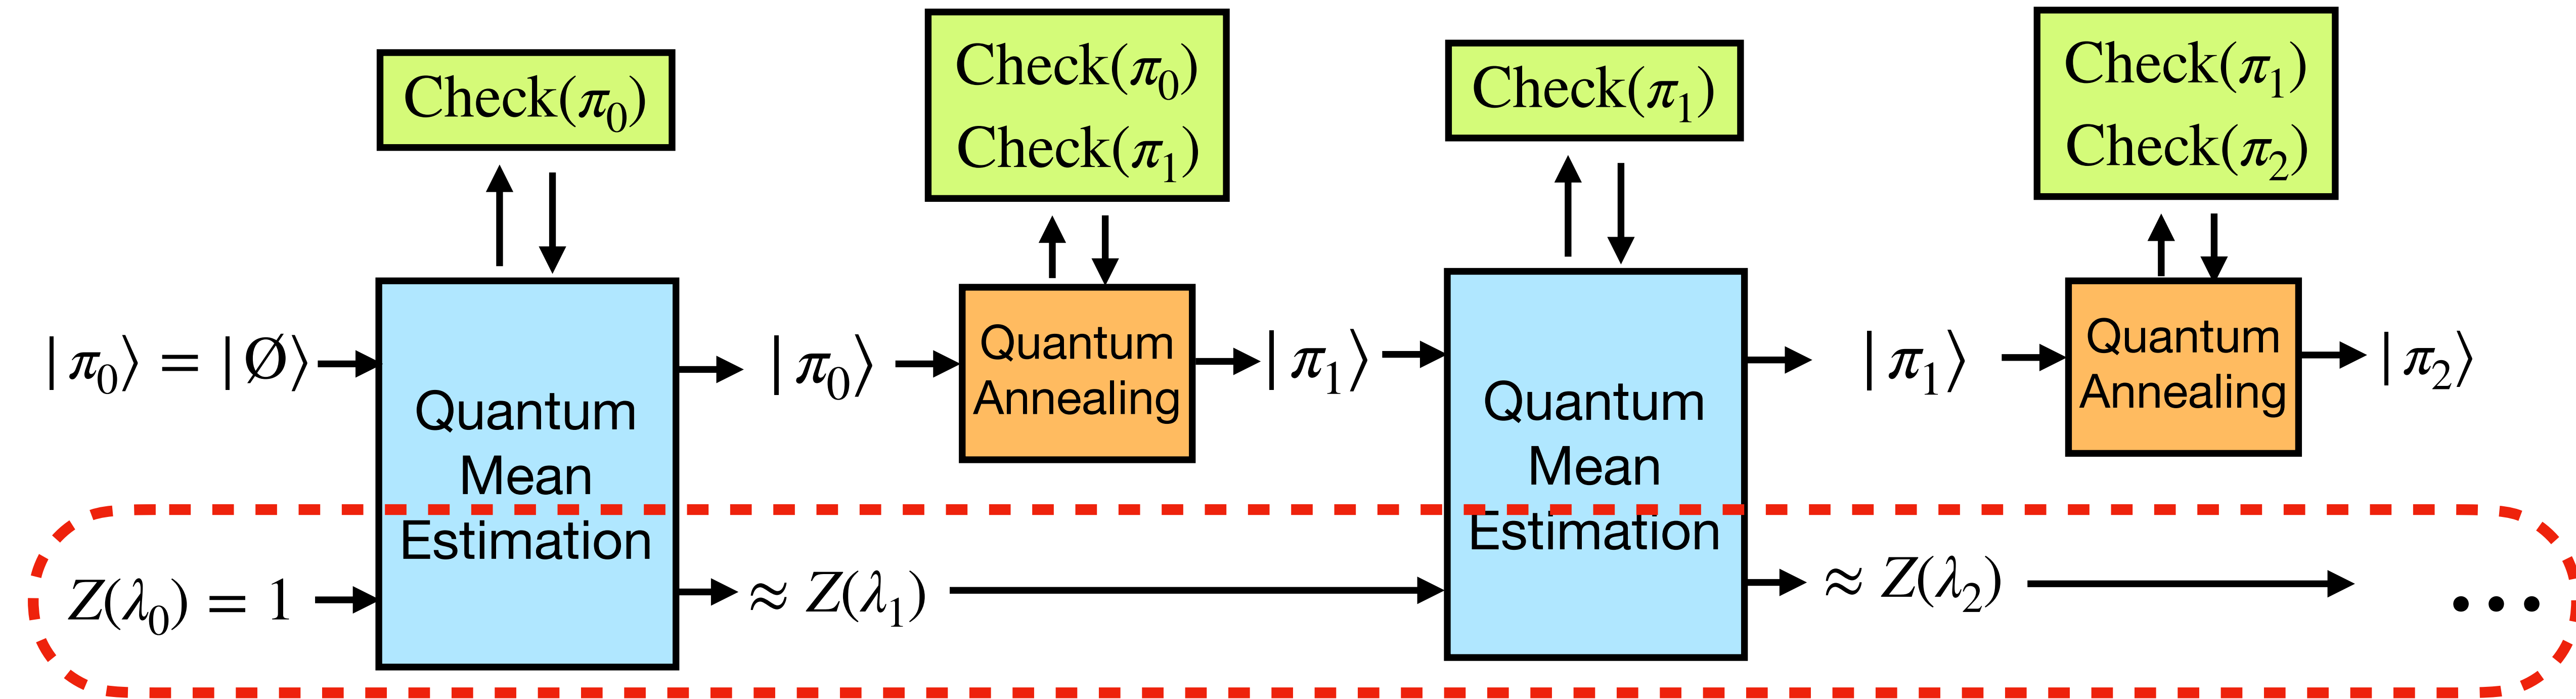 Check(π₀)
Check(π₀)
Check(π₁)
Check(π₁)
Check(π₁)
Check(π₂)
|π₀⟩ = |Ø⟩
Quantum
Mean
Estimation
|π₀⟩
Quantum
Annealing
|π₁⟩
Quantum
Mean
Estimation
|π₁⟩
Quantum
Annealing
|π₂⟩
Z(λ₀) = 1
≈ Z(λ₁)
≈ Z(λ₂)
•••